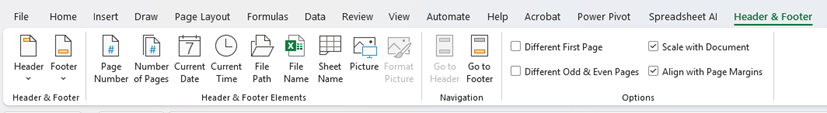 File Home Insert Draw Page Layout Formulas Data Review View Automate Help Acrobat Power Pivot Spreadsheet AI Header & Footer
Header Footer Page Number Number of Pages Current Date Current Time File Path File Name Sheet Name Picture Format Picture Go to Header Go to Footer
Different First Page Scale with Document
Different Odd & Even Pages Align with Page Margins
Header & Footer Header & Footer Elements Navigation Options